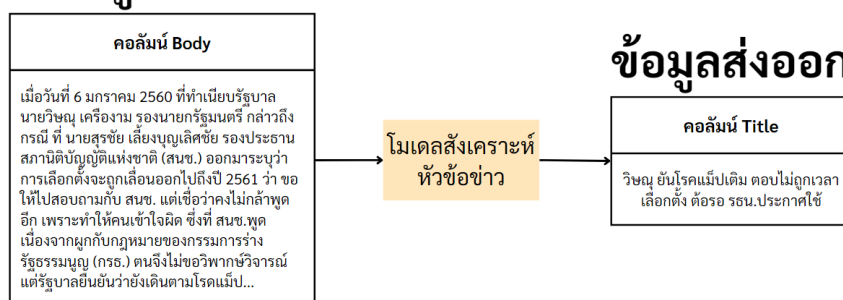 คอลัมน์ Body
เมื่อวันที่ 6 มกราคม 2560 ที่ทำเนียบรัฐบาล
นายวิษณุ เครืองาม รองนายกรัฐมนตรี กล่าวถึง
กรณี ที่ นายสุรชัย เลี้ยงบุญเลิศชัย รองประธาน
สภานิติบัญญัติแห่งชาติ (สนช.) ออกมาระบุว่า
การเลือกตั้งจะถูกเลื่อนออกไปถึงปี 2561 ว่า ขอ
ให้ไปสอบถามกับ สนช. แต่เชื่อว่าคงไม่กล้าพูด
อีก เพราะทำให้คนเข้าใจผิด ซึ่งที่ สนช.พูด
เนื่องจากผูกกับกฎหมายของกรรมการร่าง
รัฐธรรมนูญ (กรธ.) ตนจึงไม่ขอวิพากษ์วิจารณ์
แต่รัฐบาลยืนยันว่ายังเดินตามโรดแม็ป...
โมเดลสังเคราะห์
หัวข้อข่าว
ข้อมูลส่งออก
คอลัมน์ Title
วิษณุ ยันโรคแม็ปเดิม ตอบไม่ถูกเวลา
เลือกตั้ง ต้อรอ รธน.ประกาศใช้